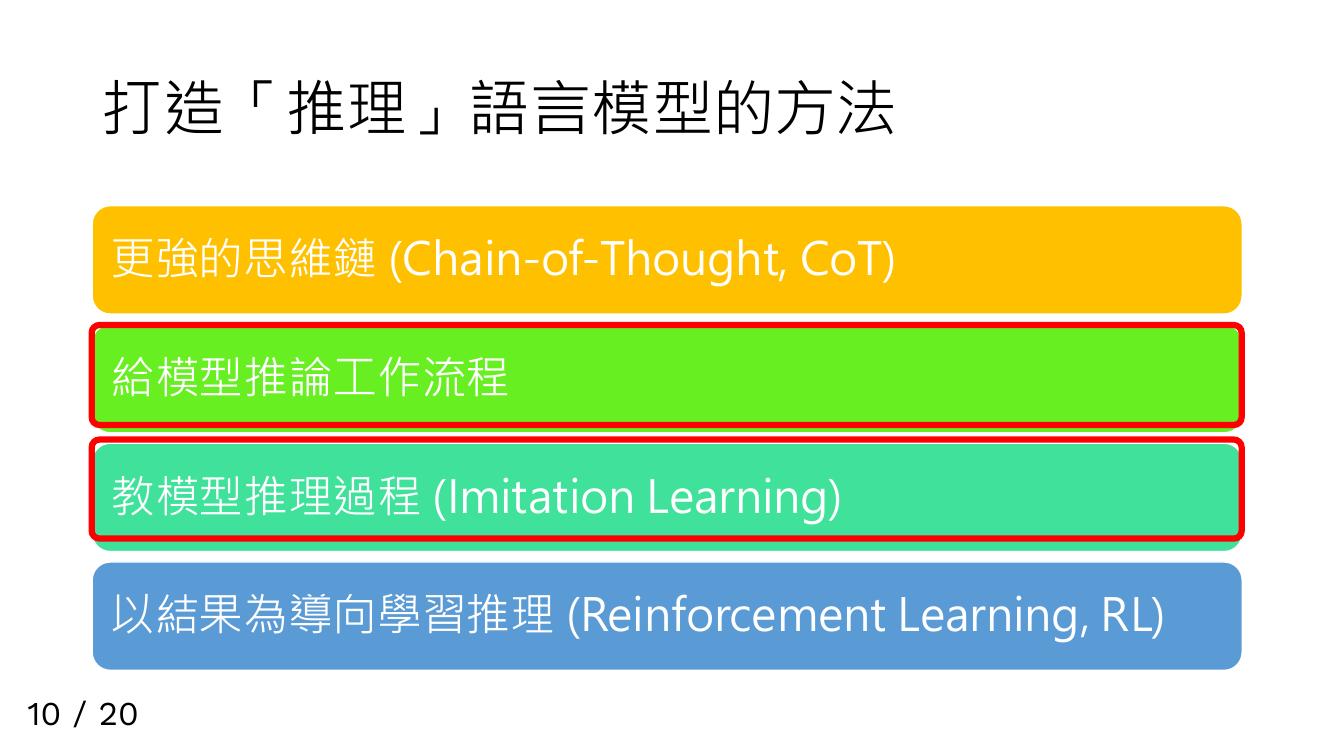 打造「推理」語言模型的方法
更強的思維鏈 (Chain-of-Thought, CoT)
給模型推論工作流程
教模型推理過程 (Imitation Learning)
以結果為導向學習推理 (Reinforcement Learning, RL)
10 / 20